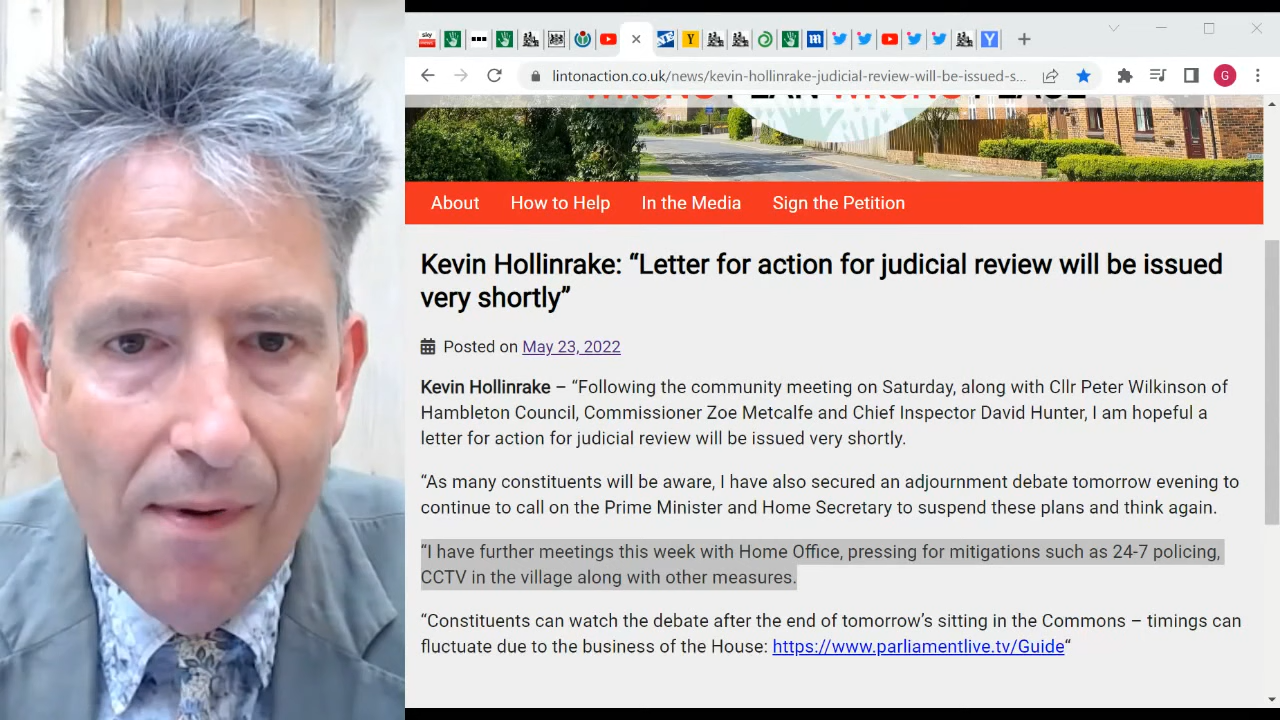 sky
news
Y
m
Y
lintonaction.co.uk/news/kevin-hollinrake-judicial-review-will-be-issued-s...
G
WRONG PLAN WRONG PLACE
About How to Help In the Media Sign the Petition
Kevin Hollinrake: “Letter for action for judicial review will be issued
very shortly”
Posted on May 23, 2022
Kevin Hollinrake – “Following the community meeting on Saturday, along with Cllr Peter Wilkinson of
Hambleton Council, Commissioner Zoe Metcalfe and Chief Inspector David Hunter, I am hopeful a
letter for action for judicial review will be issued very shortly.
“As many constituents will be aware, I have also secured an adjournment debate tomorrow evening to
continue to call on the Prime Minister and Home Secretary to suspend these plans and think again.
“I have further meetings this week with Home Office, pressing for mitigations such as 24-7 policing,
CCTV in the village along with other measures.
“Constituents can watch the debate after the end of tomorrow’s sitting in the Commons – timings can
fluctuate due to the business of the House: https://www.parliamentlive.tv/Guide“